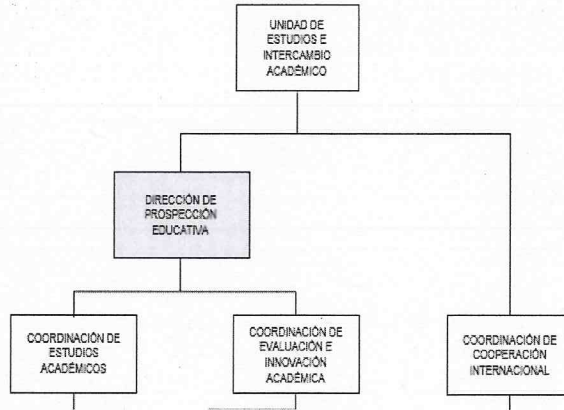 UNIDAD DE
ESTUDIOS E
INTERCAMBIO
ACADÉMICO
DIRECCIÓN DE
PROSPECCIÓN
EDUCATIVA
COORDINACIÓN DE
ESTUDIOS
ACADÉMICOS
COORDINACIÓN DE
EVALUACIÓN E
INNOVACIÓN
ACADÉMICA
COORDINACIÓN DE
COOPERACIÓN
INTERNACIONAL